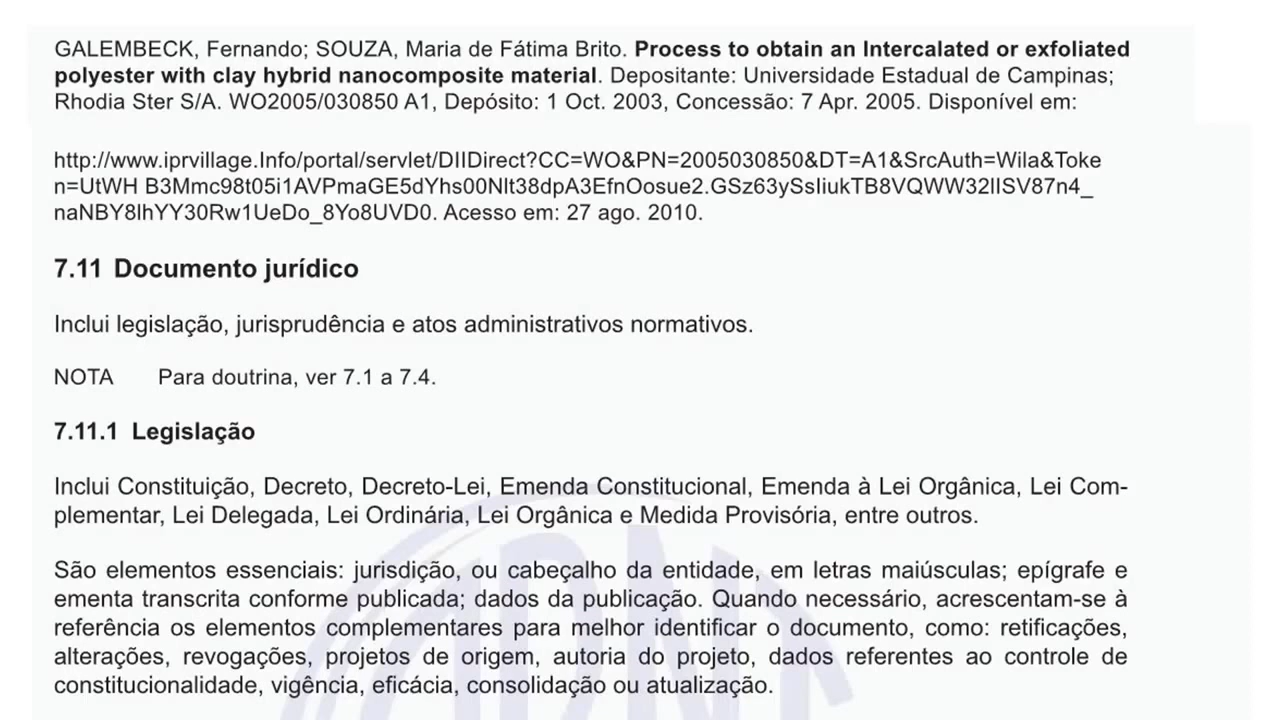 GALEMBECK, Fernando; SOUZA, Maria de Fátima Brito. Process to obtain an Intercalated or exfoliated
polyester with clay hybrid nanocomposite material. Depositante: Universidade Estadual de Campinas;
Rhodia Ster S/A. WO2005/030850 A1, Depósito: 1 Oct. 2003, Concessão: 7 Apr. 2005. Disponível em:
http://www.iprvillage.Info/portal/servlet/DIIDirect?CC=WO&PN=2005030850&DT=A1&SrcAuth=Wila&Toke
n=UtWH B3Mmc98t05i1AVPmaGE5dYhs00Nlt38dpA3EfnOosue2.GSz63ySsIiukTB8VQWW32lISV87n4_
naNBY8lhYY30Rw1UeDo_8Yo8UVD0. Acesso em: 27 ago. 2010.
7.11 Documento jurídico
Inclui legislação, jurisprudência e atos administrativos normativos.
NOTA Para doutrina, ver 7.1 a 7.4.
7.11.1 Legislação
Inclui Constituição, Decreto, Decreto-Lei, Emenda Constitucional, Emenda à Lei Orgânica, Lei Com-
plementar, Lei Delegada, Lei Ordinária, Lei Orgânica e Medida Provisória, entre outros.
São elementos essenciais: jurisdição, ou cabeçalho da entidade, em letras maiúsculas; epígrafe e
ementa transcrita conforme publicada; dados da publicação. Quando necessário, acrescentam-se à
referência os elementos complementares para melhor identificar o documento, como: retificações,
alterações, revogações, projetos de origem, autoria do projeto, dados referentes ao controle de
constitucionalidade, vigência, eficácia, consolidação ou atualização.